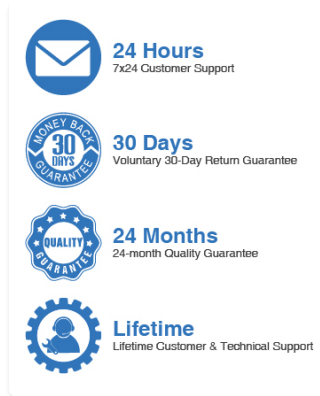 24 Hours
7x24 Customer Support
MONEY BACK
30
DAYS
GUARANTEE
30 Days
Voluntary 30-Day Return Guarantee
QUALITY
GUARANTEE
24 Months
24-month Quality Guarantee
Lifetime
Lifetime Customer & Technical Support